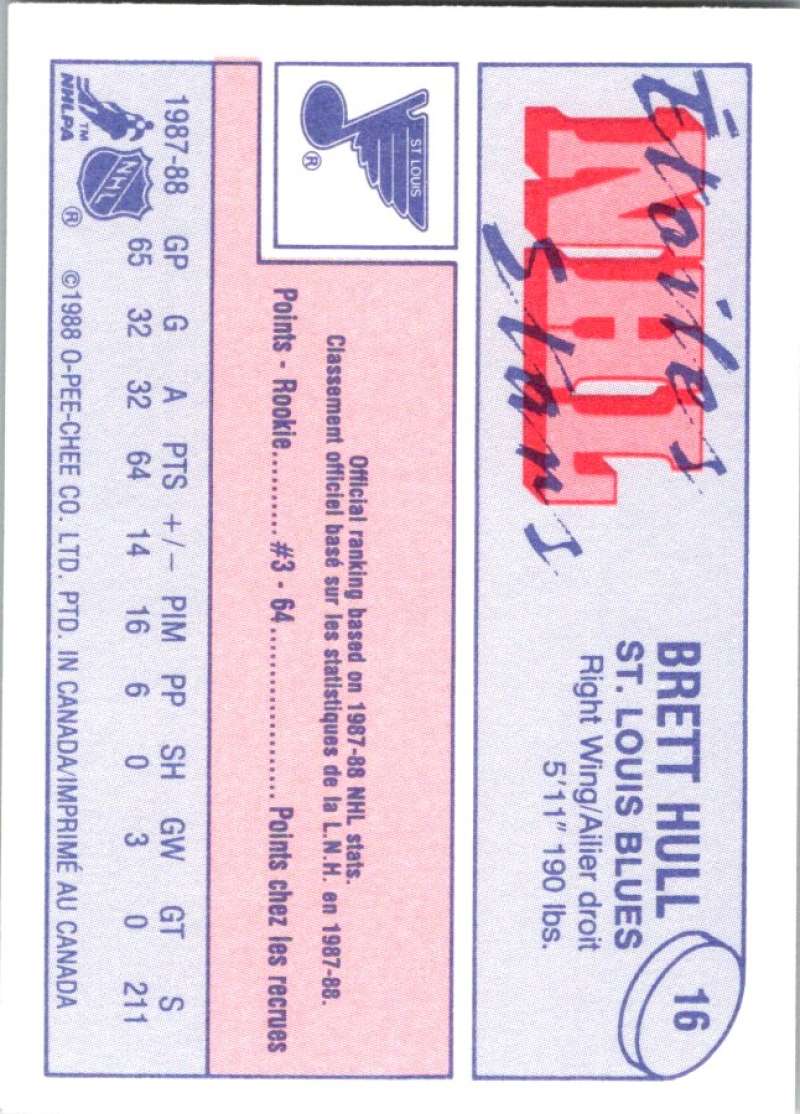 Étoiles
NHL
Stars
BRETT HULL
ST. LOUIS BLUES
Right Wing/Ailier droit
5'11" 190 lbs.
16
ST LOUIS
®
Official ranking based on 1987-88 NHL stats.
Classement officiel basé sur les statistiques de la L.N.H. en 1987-88.
Points - Rookie.......... #3 - 64.................... Points chez les recrues
1987-88 GP G A PTS +/- PIM PP SH GW GT S
65 32 32 64 14 16 6 0 3 0 211
TM
NHLPA
NHL
®
©1988 O-PEE-CHEE CO. LTD. PTD. IN CANADA/IMPRIMÉ AU CANADA